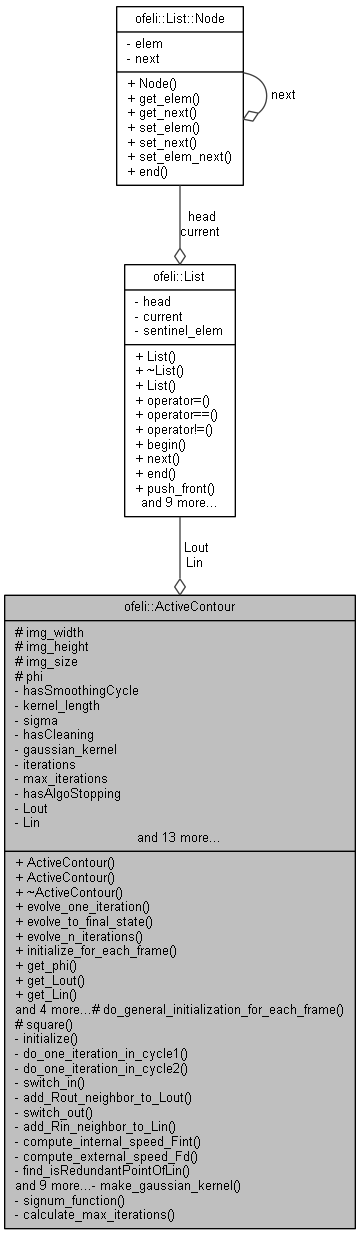 ofeli::List::Node
- elem
- next
+ Node()
+ get_elem()
+ get_next()
+ set_elem()
+ set_next()
+ set_elem_next()
+ end()
next
head
current
ofeli::List
- head
- current
- sentinel_elem
+ List()
+ ~List()
+ List()
+ operator=()
+ operator==()
+ operator!=()
+ begin()
+ next()
+ end()
+ push_front()
and 9 more...
Lout
Lin
ofeli::ActiveContour
# img_width
# img_height
# img_size
# phi
- hasSmoothingCycle
- kernel_length
- sigma
- hasCleaning
- gaussian_kernel
- iterations
- max_iterations
- hasAlgoStopping
- Lout
- Lin
and 13 more...
+ ActiveContour()
+ ActiveContour()
+ ~ActiveContour()
+ evolve_one_iteration()
+ evolve_to_final_state()
+ evolve_n_iterations()
+ initialize_for_each_frame()
+ get_phi()
+ get_Lout()
+ get_Lin()
and 4 more...# do_general_initialization_for_each_frame()
# square()
- initialize()
- do_one_iteration_in_cycle1()
- do_one_iteration_in_cycle2()
- switch_in()
- add_Rout_neighbor_to_Lout()
- switch_out()
- add_Rin_neighbor_to_Lin()
- compute_internal_speed_Fint()
- compute_external_speed_Fd()
- find_isRedundantPointOfLin()
and 9 more...- make_gaussian_kernel()
- signum_function()
- calculate_max_iterations()